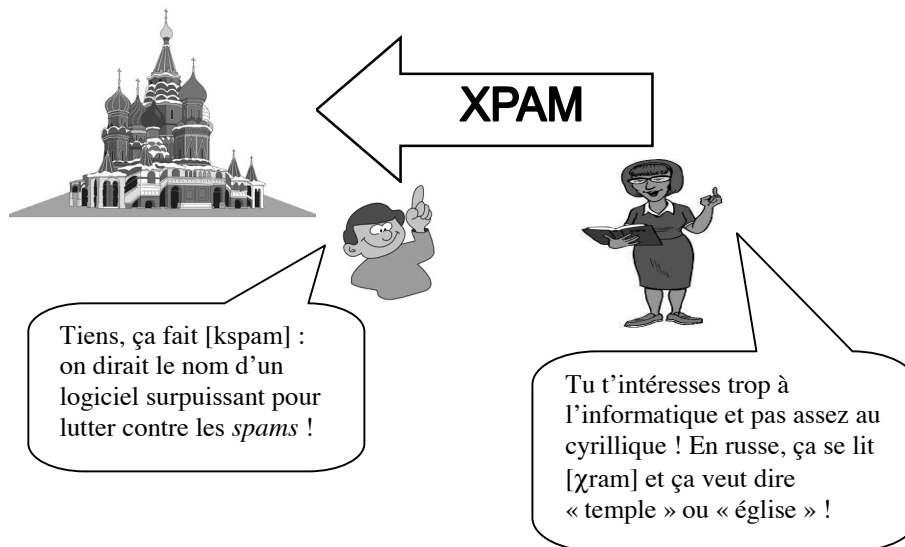 ХРАМ
Tiens, ça fait [kspam] :
on dirait le nom d’un
logiciel surpuissant pour
lutter contre les spams !
Tu t’intéresses trop à
l’informatique et pas assez au
cyrillique ! En russe, ça se lit
[χram] et ça veut dire
« temple » ou « église » !